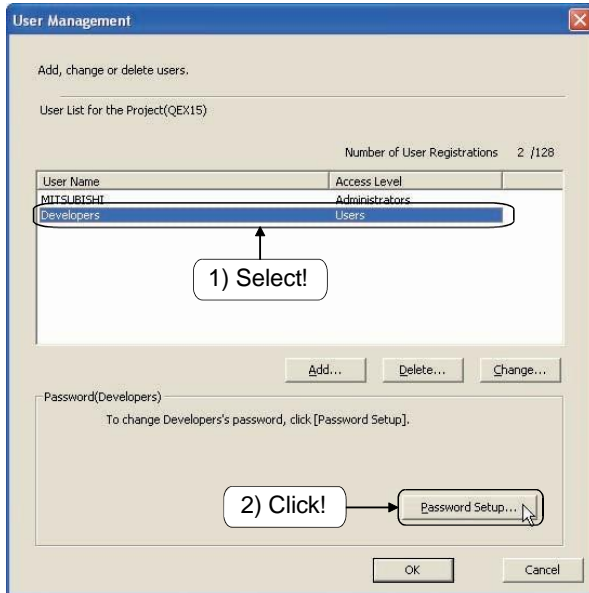 User Management
Add, change or delete users.
User List for the Project(QEX15)
Number of User Registrations 2 /128
User Name Access Level
MITSUBISHI Administrators
Developers Users
1) Select!
Add... Delete... Change...
Password(Developers)
To change Developers's password, click [Password Setup].
2) Click!
Password Setup...
OK Cancel